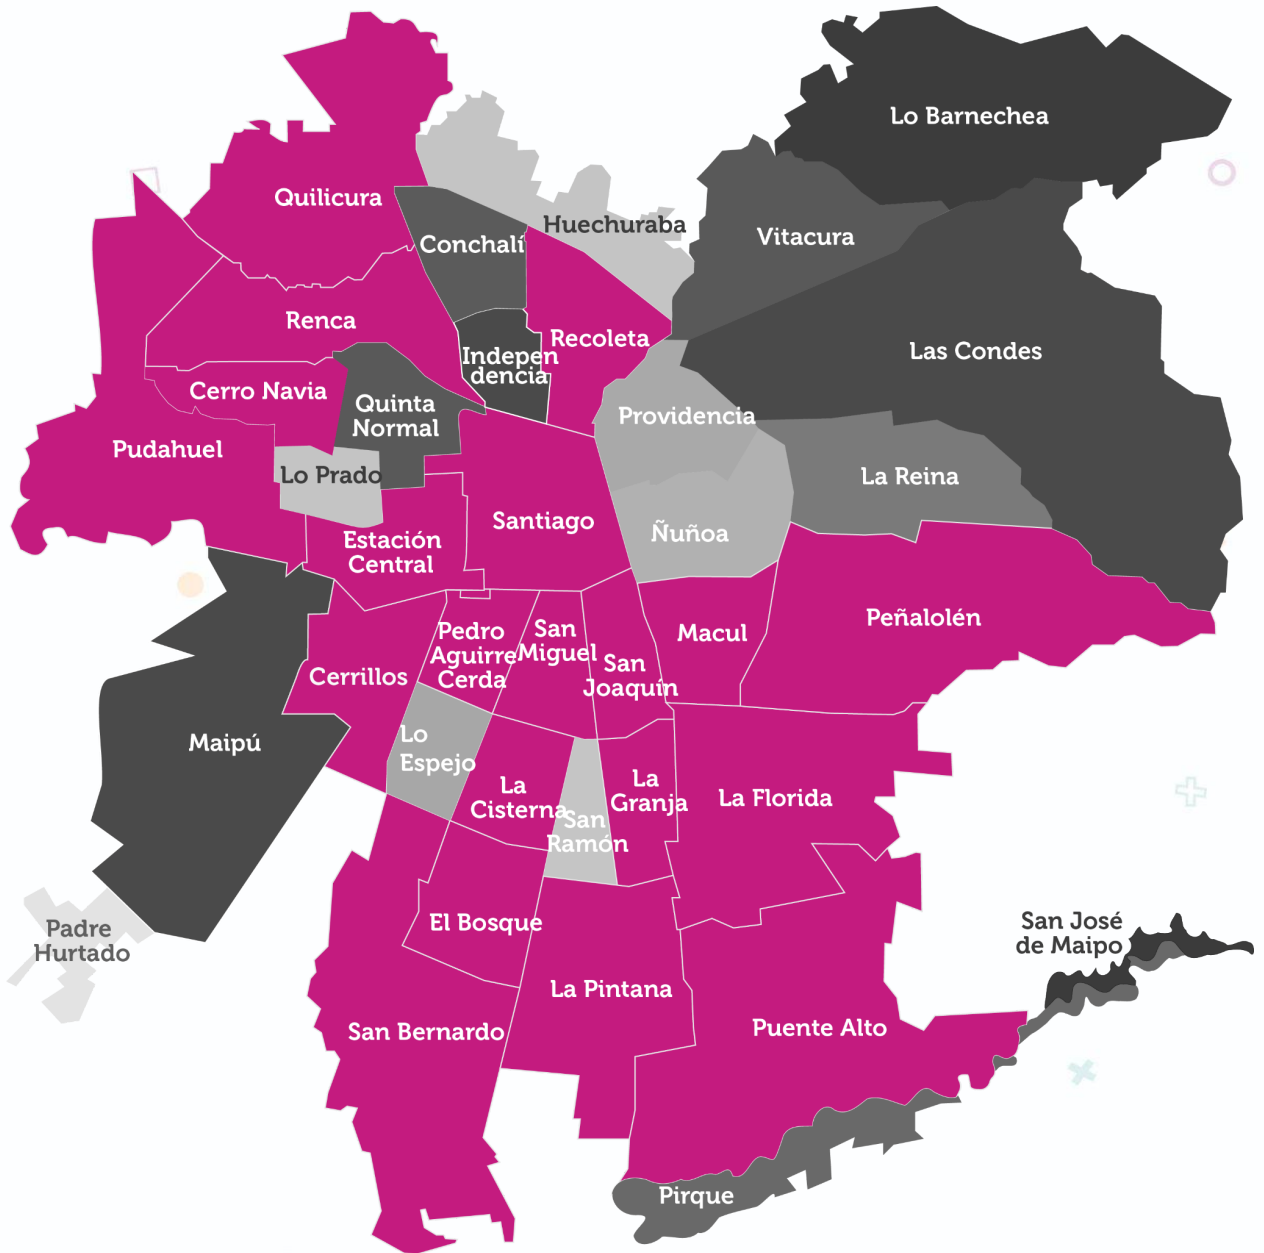 Lo Barnechea
Quilicura
Huechuraba
Conchalí
Vitacura
Renca
Recoleta
Indepen
dencia
Las Condes
Cerro Navia
Quinta
Normal
Providencia
Pudahuel
Lo Prado
La Reina
Santiago
Ñuñoa
Estación
Central
Peñalolén
Pedro
Aguirre
Cerda
San
Miguel
Macul
San
Joaquín
Cerrillos
Maipú
Lo
Espejo
La
Cisterna
La
Granja
La Florida
San
Ramón
El Bosque
San José
de Maipo
Padre
Hurtado
La Pintana
San Bernardo
Puente Alto
Pirque